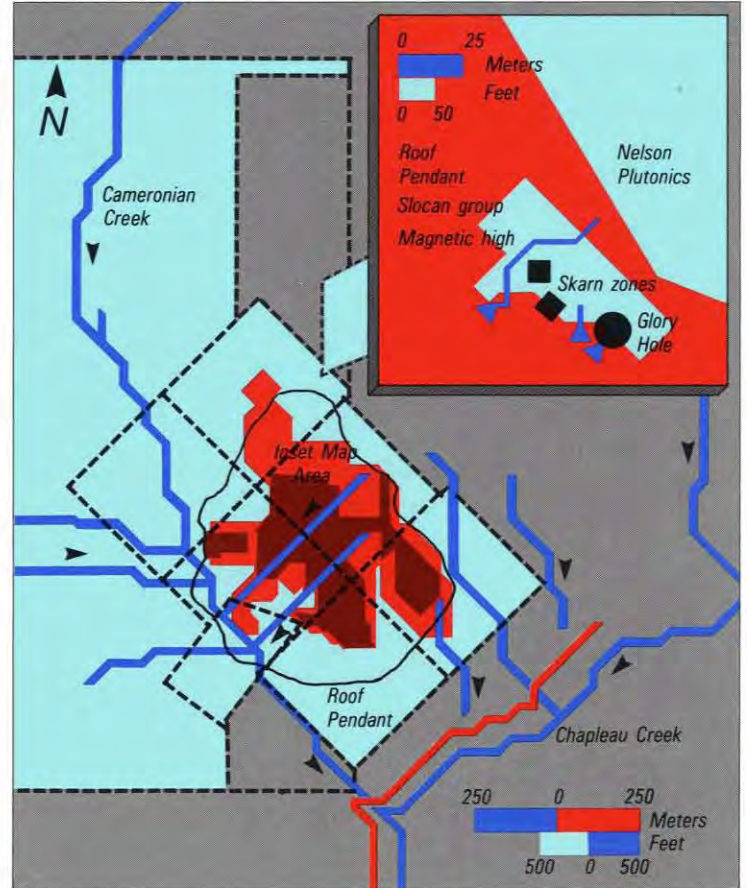 0 25
Meters
Feet
0 50
N
Roof
Pendant
Nelson
Plutonics
Slocan group
Magnetic high
Skarn zones
Glory
Hole
Cameronian
Creek
Inset Map
Area
Roof
Pendant
Chapleau Creek
250 0 250
Meters
Feet
500 0 500